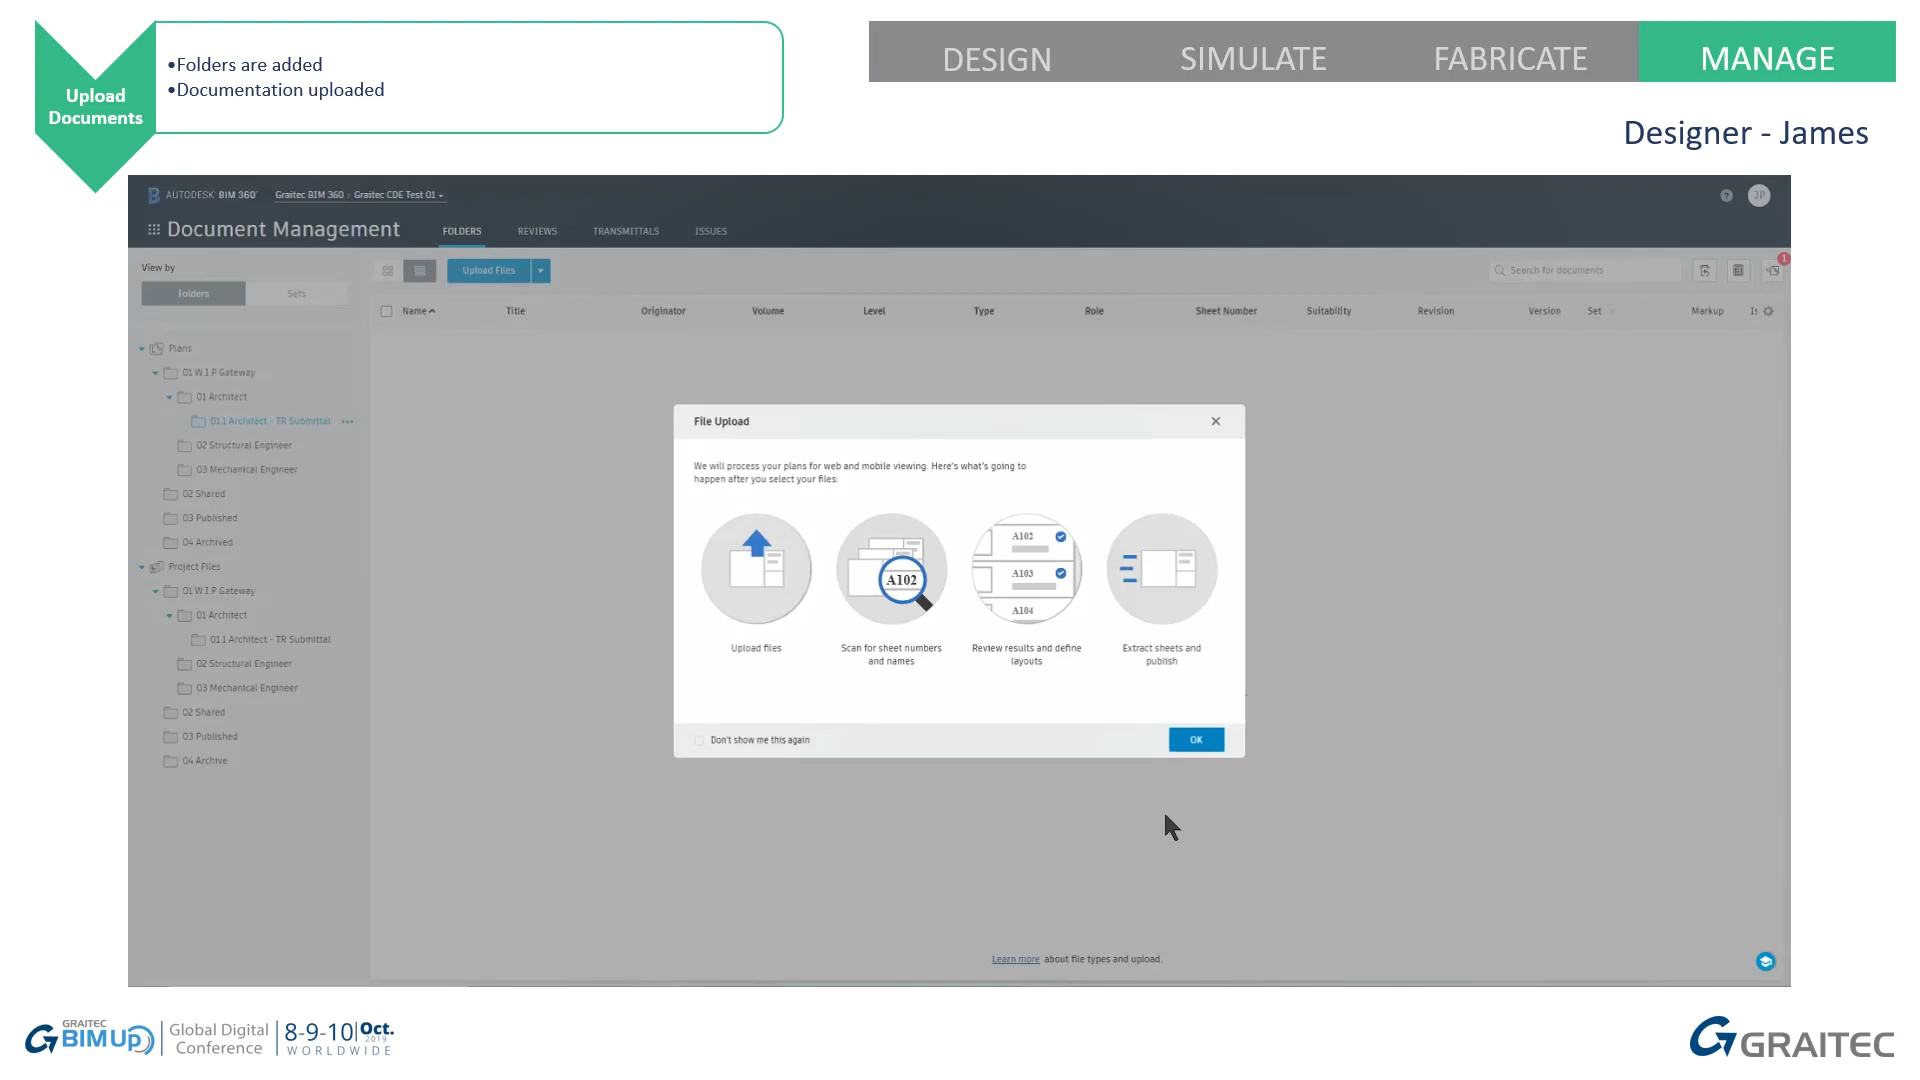 Upload
Documents
•Folders are added
•Documentation uploaded
DESIGN
SIMULATE
FABRICATE
MANAGE
Designer - James
AUTODESK BIM 360
Graitec BIM 360 > Graitec CDE Test 01
?
JP
Document Management
FOLDERS
REVIEWS
TRANSMITTALS
ISSUES
View by
Folders
Sets
Upload Files
Search for documents
1
Name
Title
Originator
Volume
Level
Type
Role
Sheet Number
Suitability
Revision
Version
Set
Markup
Is
Plans
01 W.I.P Gateway
01 Architect
01.1 Architect - TR Submittal
02 Structural Engineer
03 Mechanical Engineer
02 Shared
03 Published
04 Archived
Project Files
01 W.I.P Gateway
01 Architect
01.1 Architect - TR Submittal
02 Structural Engineer
03 Mechanical Engineer
02 Shared
03 Published
04 Archive
File Upload
We will process your plans for web and mobile viewing. Here's what's going to
happen after you select your files:
A102
A102
A103
A104
Upload files
Scan for sheet numbers
and names
Review results and define
layouts
Extract sheets and
publish
Don't show me this again
OK
Learn more about file types and upload.
GRAITEC
BIMUp
Global Digital
Conference
8-9-10 Oct.
2019
WORLDWIDE
GRAITEC